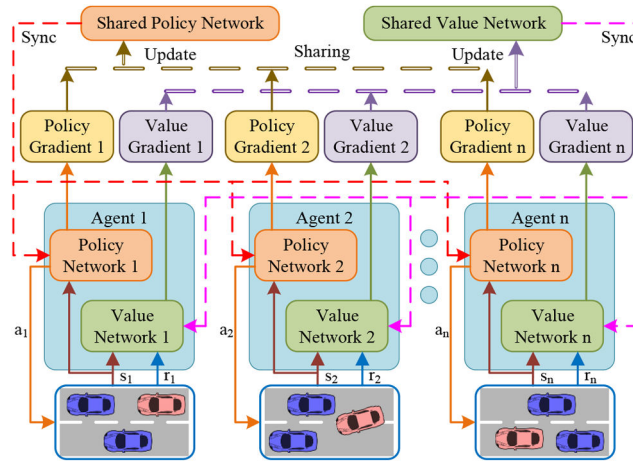 Shared Policy Network
Shared Value Network
Sync
Update
Sharing
Update
Sync
Policy
Gradient 1
Value
Gradient 1
Policy
Gradient 2
Value
Gradient 2
Policy
Gradient n
Value
Gradient n
Agent 1
Policy
Network 1
Value
Network 1
a1
s1
r1
Agent 2
Policy
Network 2
Value
Network 2
a2
s2
r2
Agent n
Policy
Network n
Value
Network n
an
sn
rn